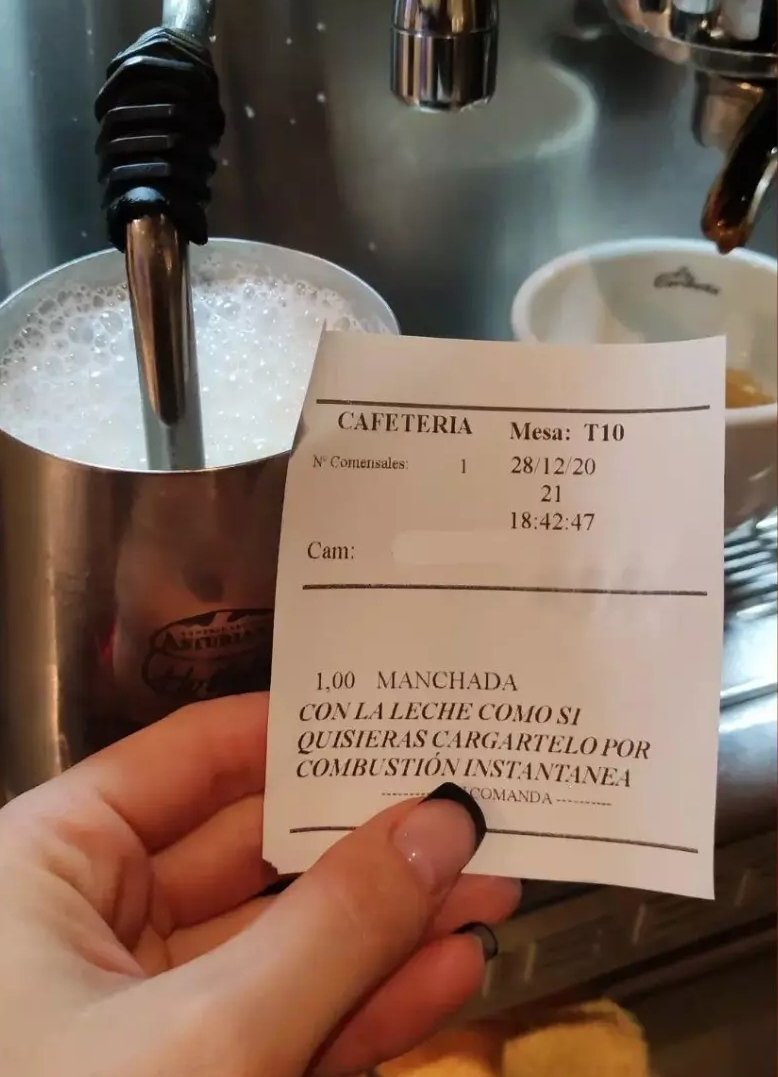 CAFETERIA Mesa: T10
Nº Comensales: 1 28/12/20
21
18:42:47
Cam:
1,00 MANCHADA
CON LA LECHE COMO SI
QUISIERAS CARGARTELO POR
COMBUSTIÓN INSTANTANEA
COMANDA
ASTURIANA